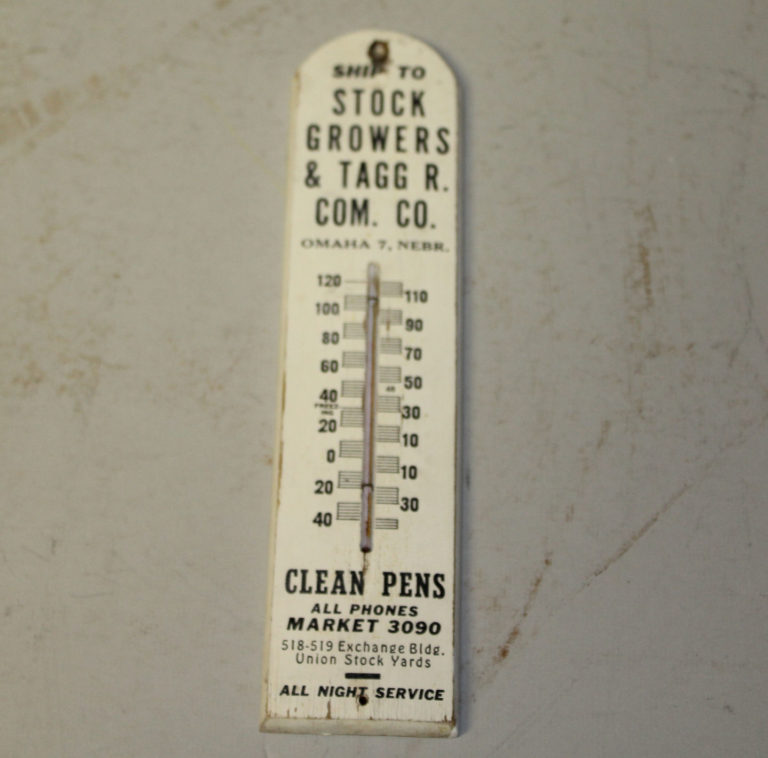 SHIP TO
STOCK
GROWERS
& TAGG R.
COM. CO.
OMAHA 7, NEBR.
120
110
100
90
80
70
60
50
40
FREEZ
ING
30
20
10
0
10
20
30
40
CLEAN PENS
ALL PHONES
MARKET 3090
518-519 Exchange Bldg.
Union Stock Yards
ALL NIGHT SERVICE